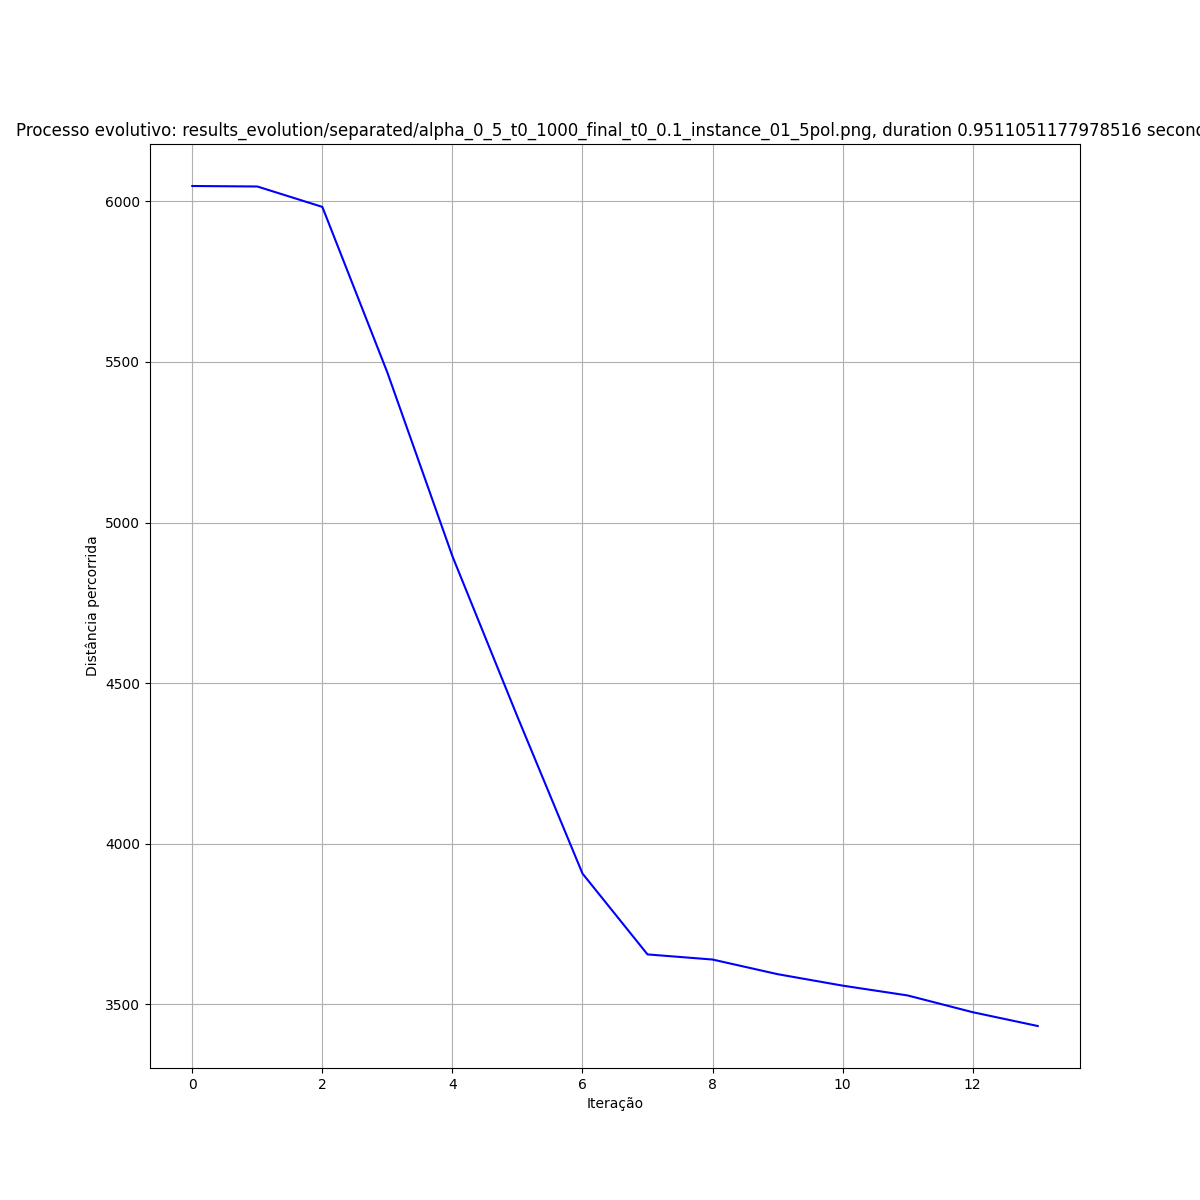 Processo evolutivo: results_evolution/separated/alpha_0_5_t0_1000_final_t0_0.1_instance_01_5pol.png, duration 0.9511051177978516
6000
5500
5000
4500
4000
3500
Distância percorrida
0 2 4 6 8 10 12
Iteração